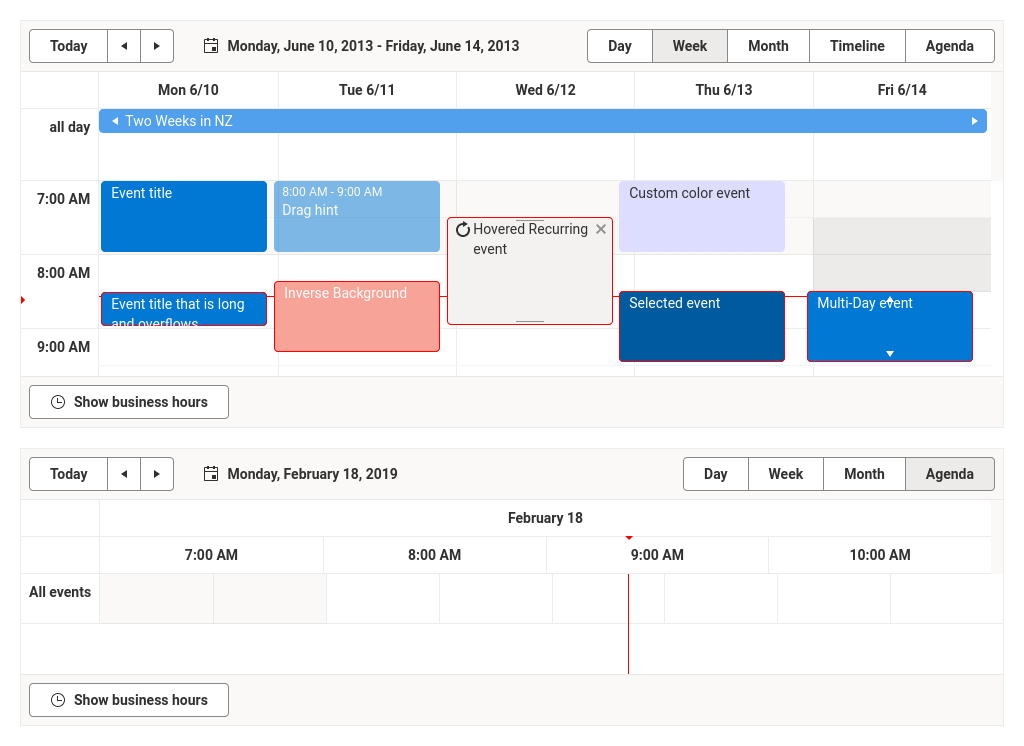 Today
Monday, June 10, 2013 - Friday, June 14, 2013
Day
Week
Month
Timeline
Agenda
Mon 6/10
Tue 6/11
Wed 6/12
Thu 6/13
Fri 6/14
all day
Two Weeks in NZ
7:00 AM
Event title
8:00 AM - 9:00 AM
Drag hint
Hovered Recurring
event
Custom color event
8:00 AM
Event title that is long
and overflows
Inverse Background
Selected event
Multi-Day event
9:00 AM
Show business hours
Today
Monday, February 18, 2019
Day
Week
Month
Agenda
February 18
7:00 AM
8:00 AM
9:00 AM
10:00 AM
All events
Show business hours